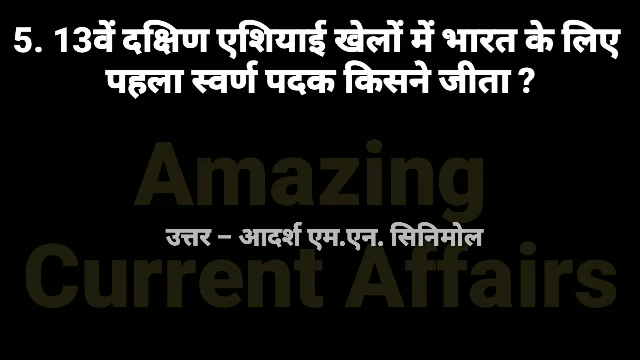 5. 13वें दक्षिण एशियाई खेलों में भारत के लिए
पहला स्वर्ण पदक किसने जीता ?
Amazing
उत्तर – आदर्श एम.एन. सिनिमोल
Current Affairs